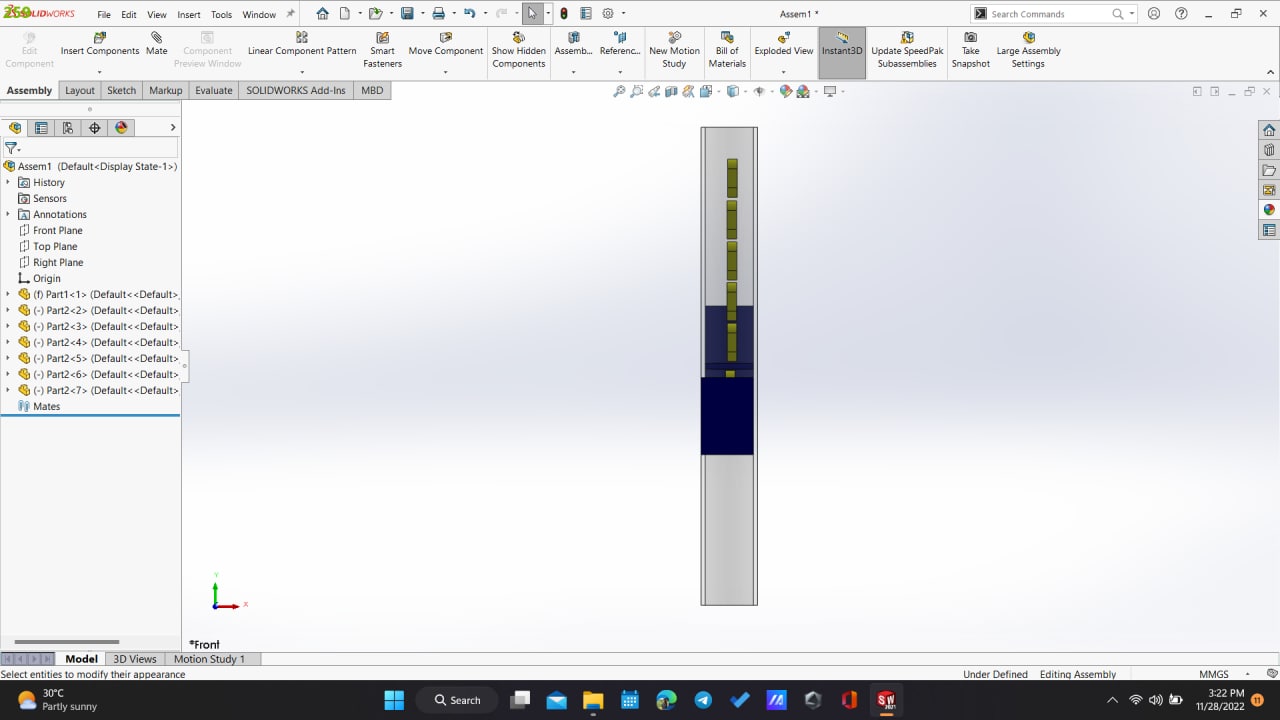 259
SOLIDWORKS
File Edit View Insert Tools Window
Assem1 *
Search Commands
Edit Component
Insert Components
Mate
Component Preview Window
Linear Component Pattern
Smart Fasteners
Move Component
Show Hidden Components
Assemb...
Referenc...
New Motion Study
Bill of Materials
Exploded View
Instant3D
Update SpeedPak Subassemblies
Take Snapshot
Large Assembly Settings
Assembly Layout Sketch Markup Evaluate SOLIDWORKS Add-Ins MBD
Assem1 (Default<Display State-1>)
History
Sensors
Annotations
Front Plane
Top Plane
Right Plane
Origin
(f) Part1<1> (Default<<Default>
(-) Part2<2> (Default<<Default>
(-) Part2<3> (Default<<Default>
(-) Part2<4> (Default<<Default>
(-) Part2<5> (Default<<Default>
(-) Part2<6> (Default<<Default>
(-) Part2<7> (Default<<Default>
Mates
Y
X
*Front
Model 3D Views Motion Study 1
Select entities to modify their appearance
Under Defined Editing Assembly MMGS
30°C
Partly sunny
Search
SW
2021
3:22 PM
11/28/2022
11